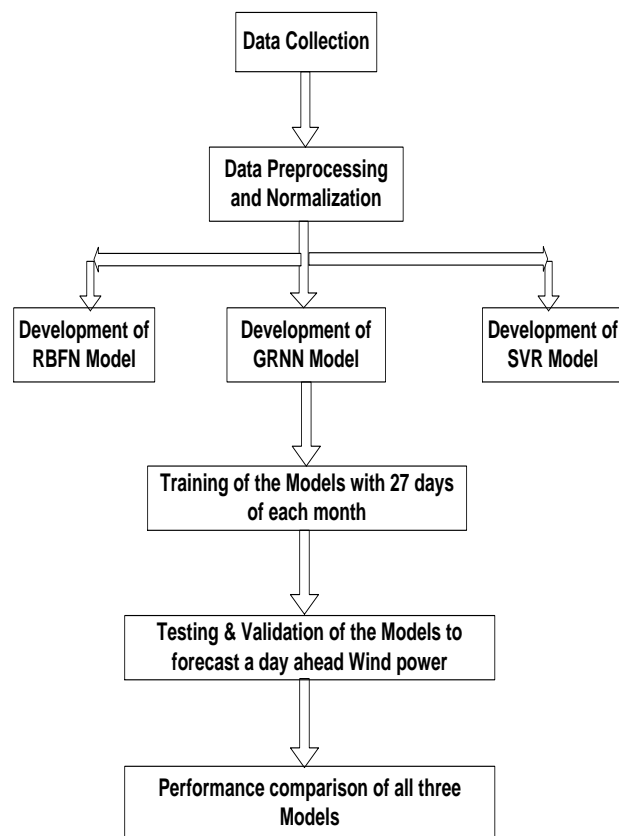 Data Collection
Data Preprocessing
and Normalization
Development of
RBFN Model
Development of
GRNN Model
Development of
SVR Model
Training of the Models with 27 days
of each month
Testing & Validation of the Models to
forecast a day ahead Wind power
Performance comparison of all three
Models